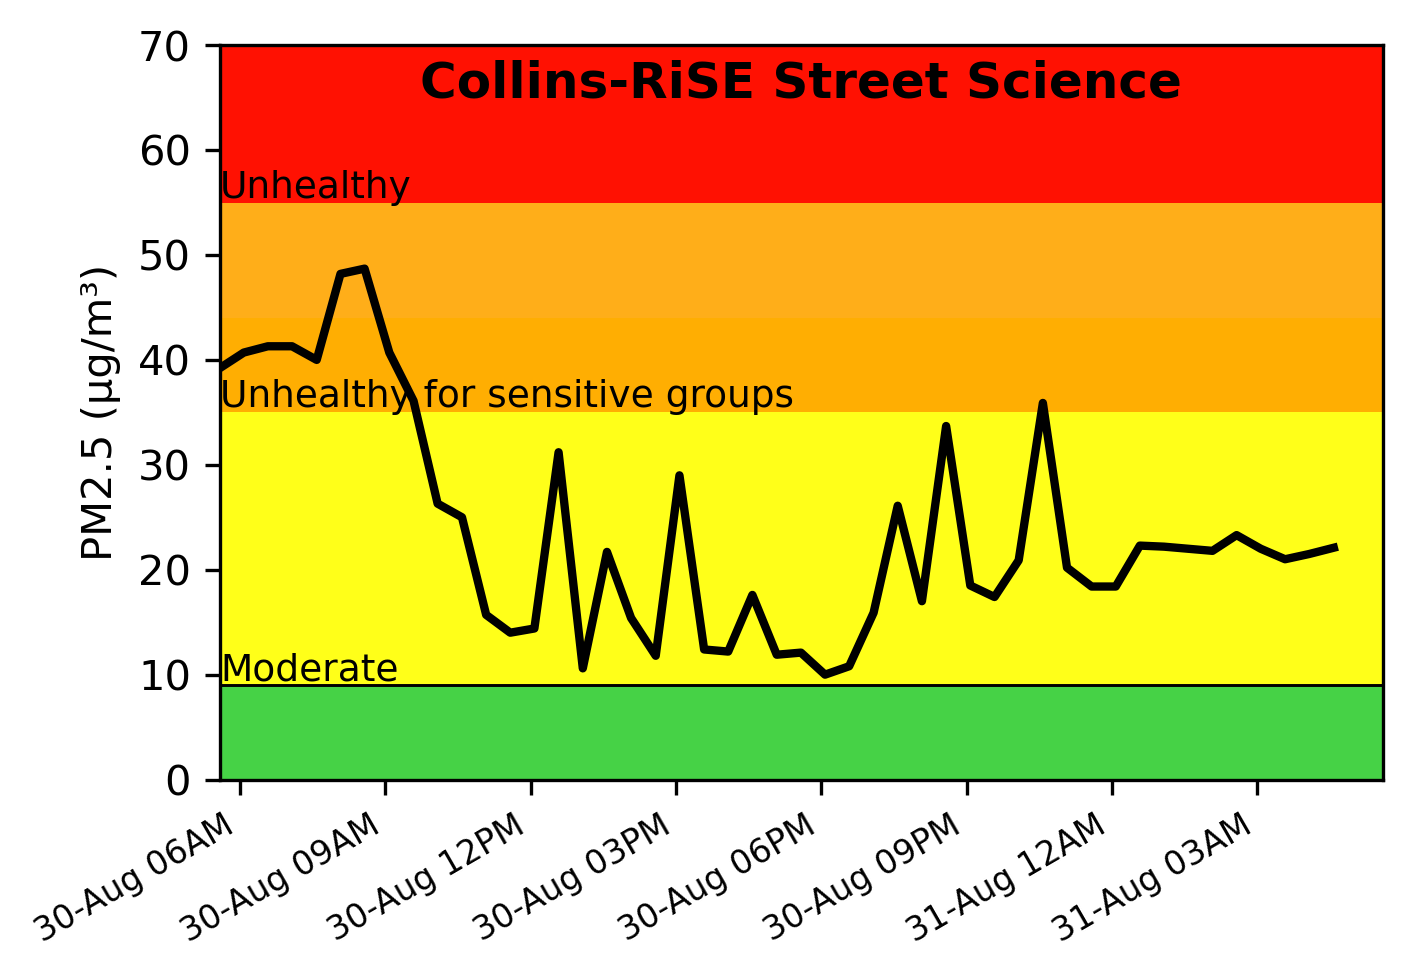 Collins-RiSE Street Science
PM2.5 (µg/m³)
70
60
50
40
30
20
10
0
Unhealthy
Unhealthy for sensitive groups
Moderate
30-Aug 06AM
30-Aug 09AM
30-Aug 12PM
30-Aug 03PM
30-Aug 06PM
30-Aug 09PM
31-Aug 12AM
31-Aug 03AM